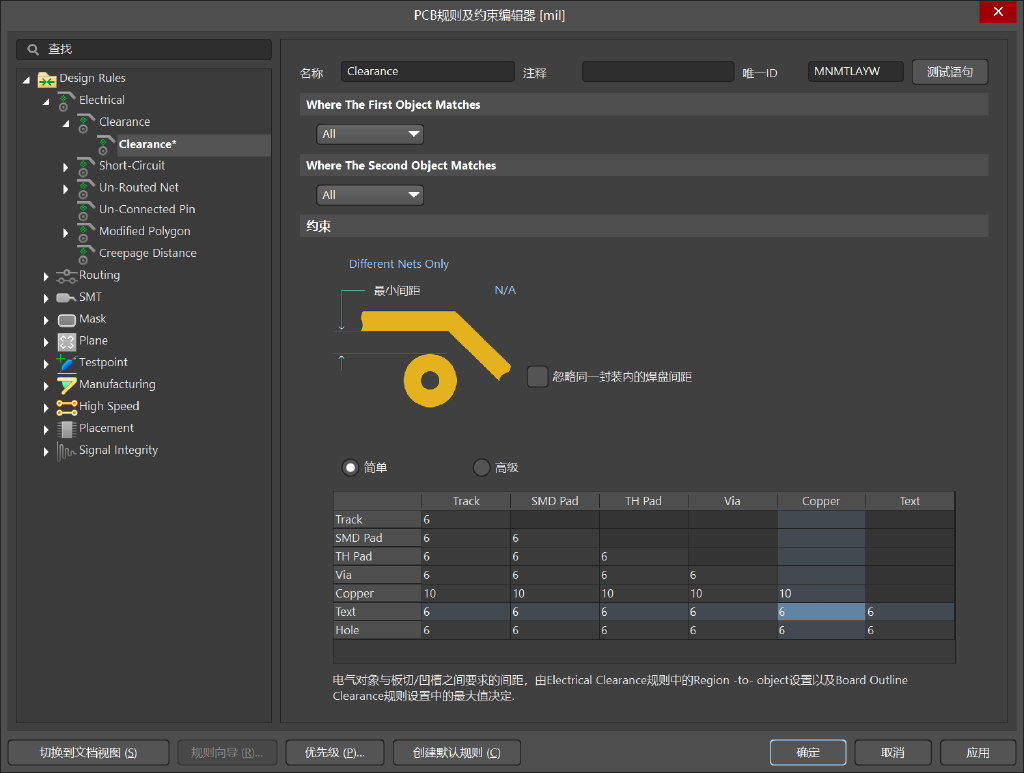 PCB规则及约束编辑器 [mil]
查找
Design Rules
Electrical
Clearance
Clearance*
Short-Circuit
Un-Routed Net
Un-Connected Pin
Modified Polygon
Creepage Distance
Routing
SMT
Mask
Plane
Testpoint
Manufacturing
High Speed
Placement
Signal Integrity
名称 Clearance 注释 唯一ID MNMTLAYW 测试语句
Where The First Object Matches
All
Where The Second Object Matches
All
约束
Different Nets Only
最小间距 N/A
忽略同一封装内的焊盘间距
简单 高级
Track SMD Pad TH Pad Via Copper Text
Track 6
SMD Pad 6 6
TH Pad 6 6 6
Via 6 6 6 6
Copper 10 10 10 10 10
Text 6 6 6 6 6 6
Hole 6 6 6 6 6 6
电气对象与板切/凹槽之间要求的间距，由Electrical Clearance规则中的Region -to- object设置以及Board Outline
Clearance规则设置中的最大值决定.
切换到文档视图 (S) 规则向导 (R)... 优先级 (P)... 创建默认规则 (C) 确定 取消 应用